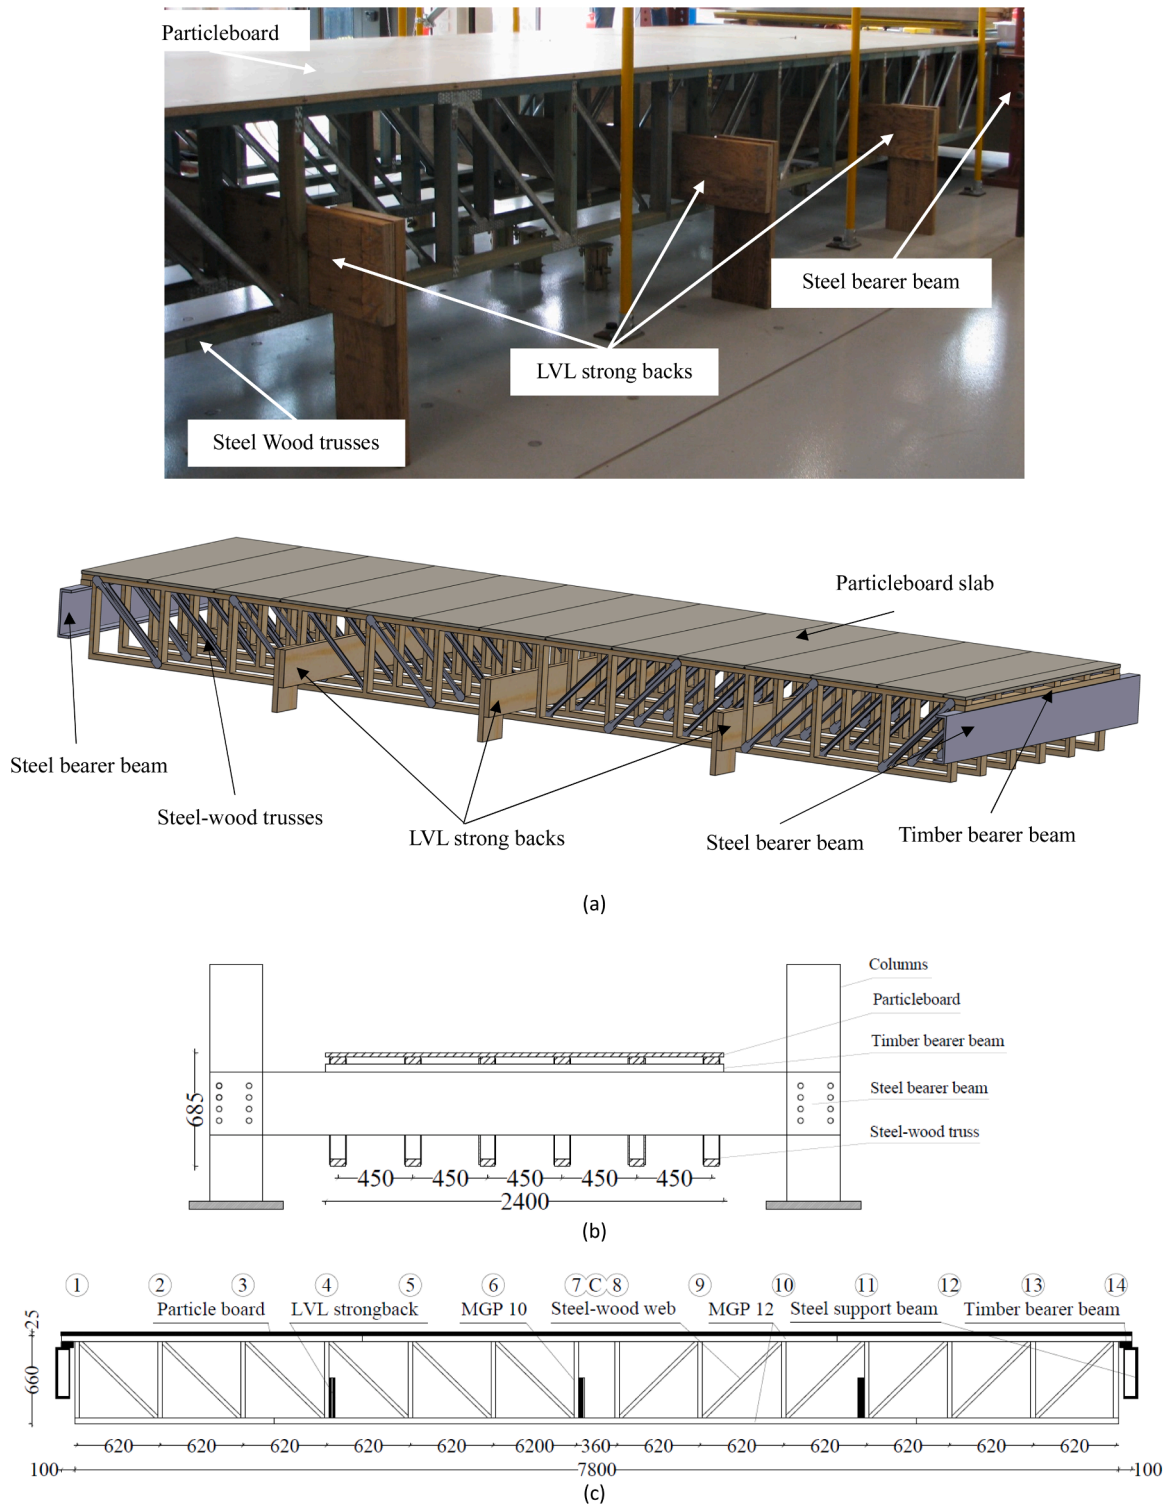 Particleboard
Steel bearer beam
LVL strong backs
Steel Wood trusses
Particleboard slab
Steel bearer beam
Steel-wood trusses
LVL strong backs
Steel bearer beam
Timber bearer beam
(a)
Columns
Particleboard
Timber bearer beam
Steel bearer beam
Steel-wood truss
685
450 450 450 450 450
2400
(b)
1 2 3 4 5 6 7 C 8 9 10 11 12 13 14
Particle board LVL strongback MGP 10 Steel-wood web MGP 12 Steel support beam Timber bearer beam
25
660
620 620 620 620 620 6200 360 620 620 620 620 620 620
100 7800 100
(c)